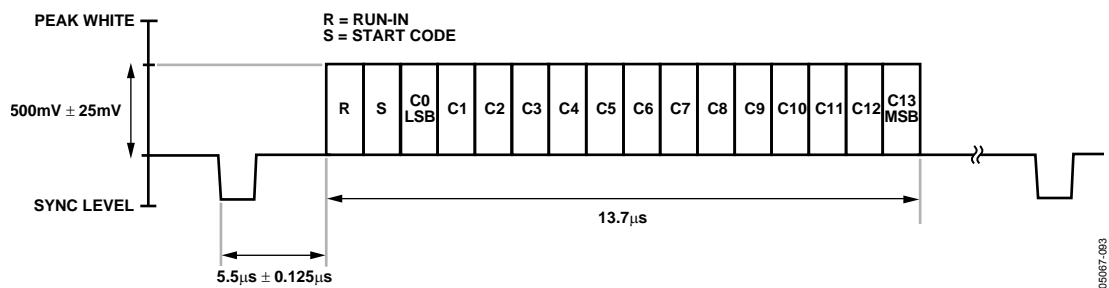 PEAK WHITE
R = RUN-IN
S = START CODE
500mV ± 25mV
R
S
C0
LSB
C1
C2
C3
C4
C5
C6
C7
C8
C9
C10
C11
C12
C13
MSB
SYNC LEVEL
13.7μs
5.5μs ± 0.125μs
05067-093